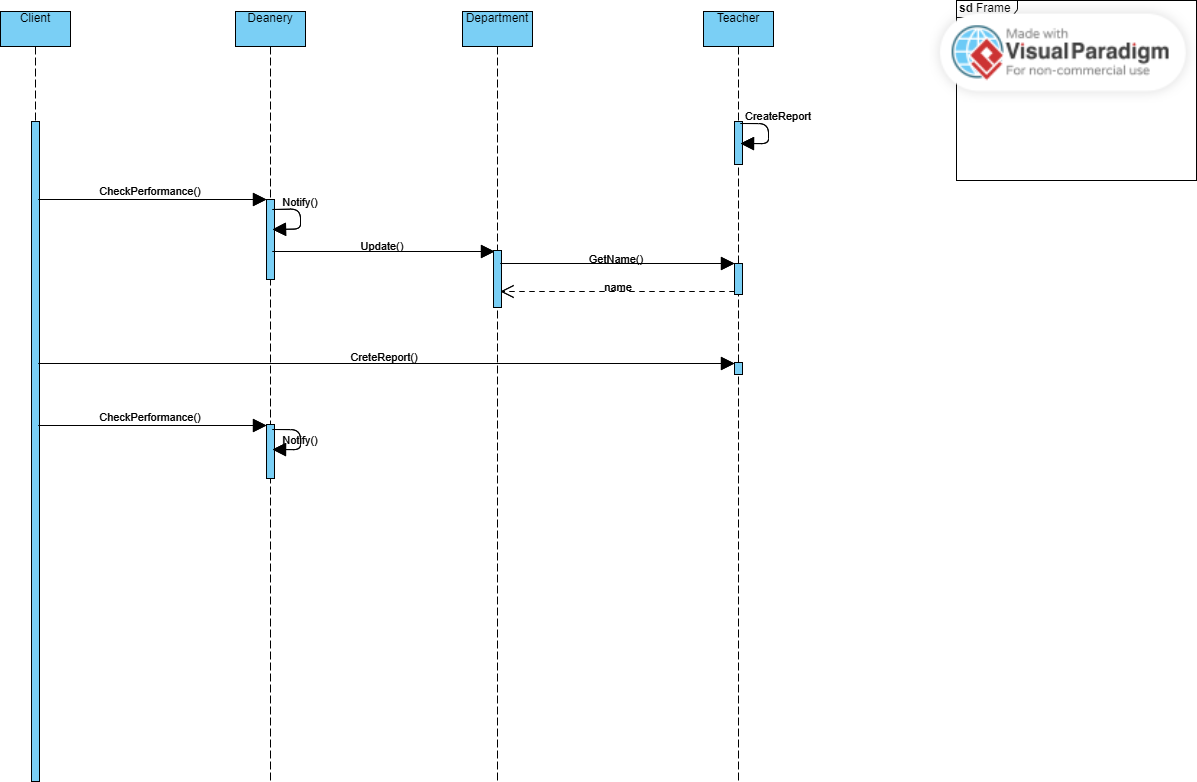 Client
Deanery
Department
Teacher
sd Frame
Made with
Visual Paradigm
For non-commercial use
CreateReport
CheckPerformance()
Notify()
Update()
GetName()
name
CreteReport()
CheckPerformance()
Notify()